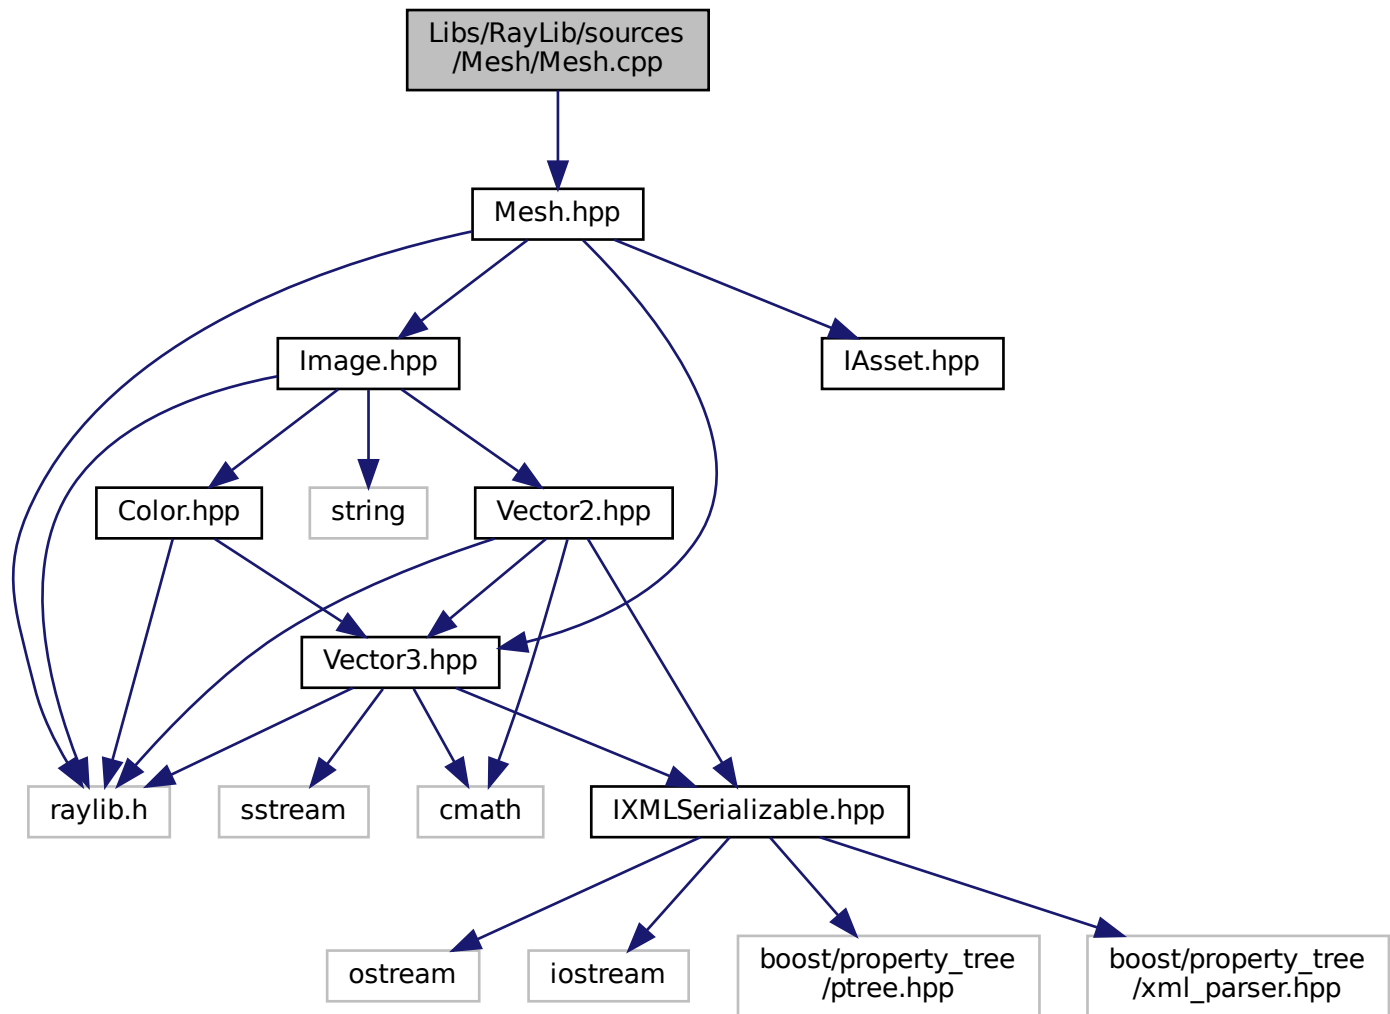 Libs/RayLib/sources
/Mesh/Mesh.cpp
Mesh.hpp
Image.hpp
IAsset.hpp
Color.hpp
string
Vector2.hpp
Vector3.hpp
raylib.h
sstream
cmath
IXMLSerializable.hpp
ostream
iostream
boost/property_tree
/ptree.hpp
boost/property_tree
/xml_parser.hpp